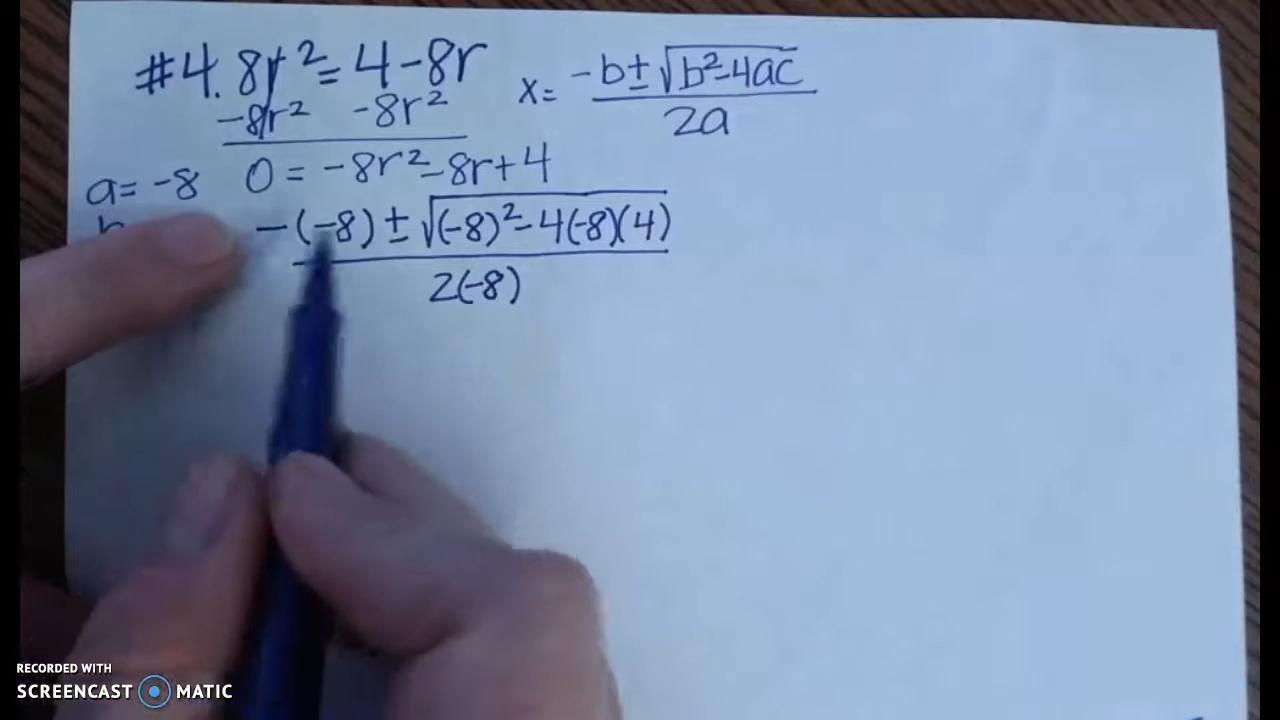 #4. 8r² = 4 - 8r
-8r² -8r²
x = -b ± √b² - 4ac
2a
0 = -8r² - 8r + 4
a = -8
-(-8) ± √(-8)² - 4(-8)(4)
2(-8)
RECORDED WITH
SCREENCAST MATIC